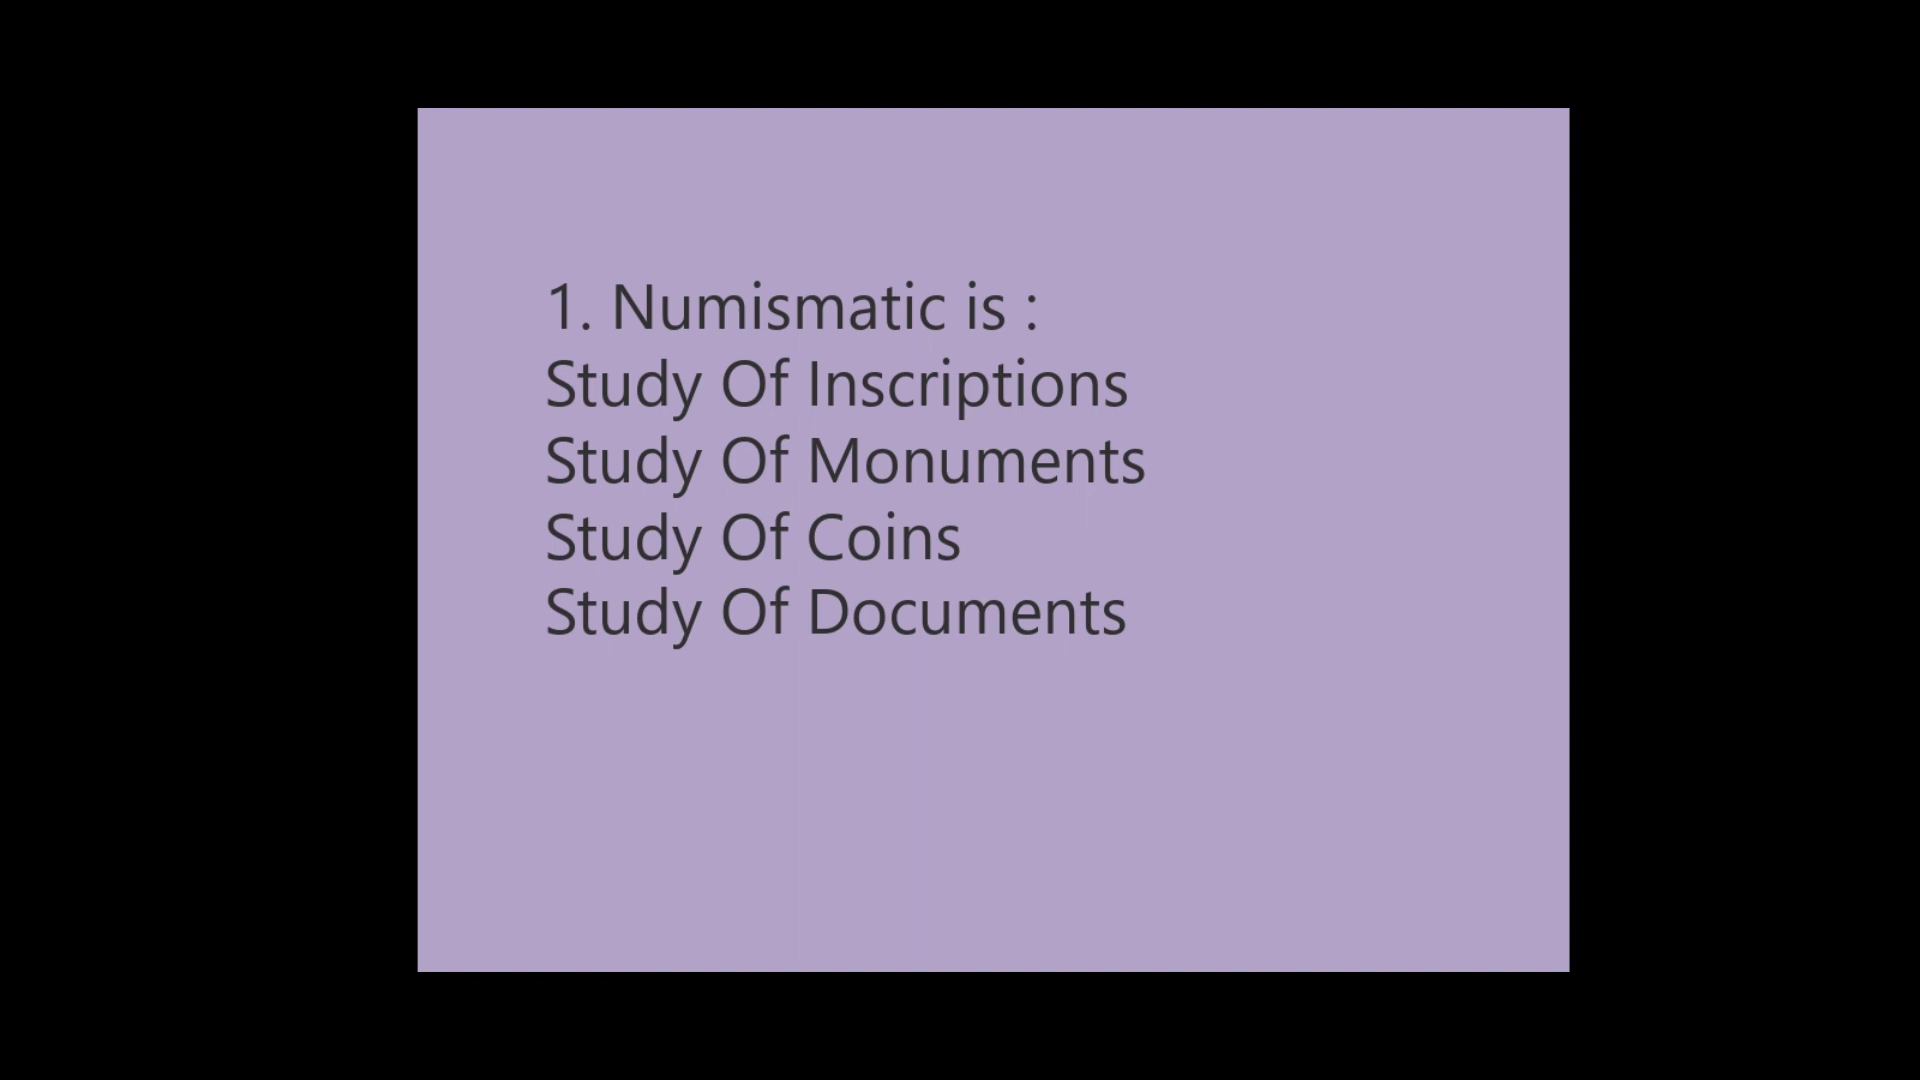 1. Numismatic is :
Study Of Inscriptions
Study Of Monuments
Study Of Coins
Study Of Documents